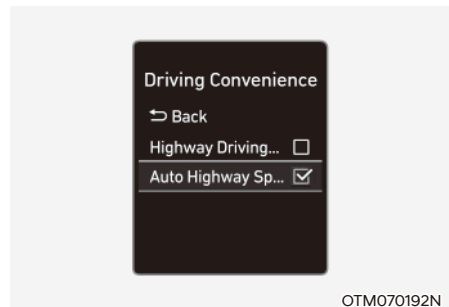 Driving Convenience
Back
Highway Driving...
Auto Highway Sp...
OTM070192N